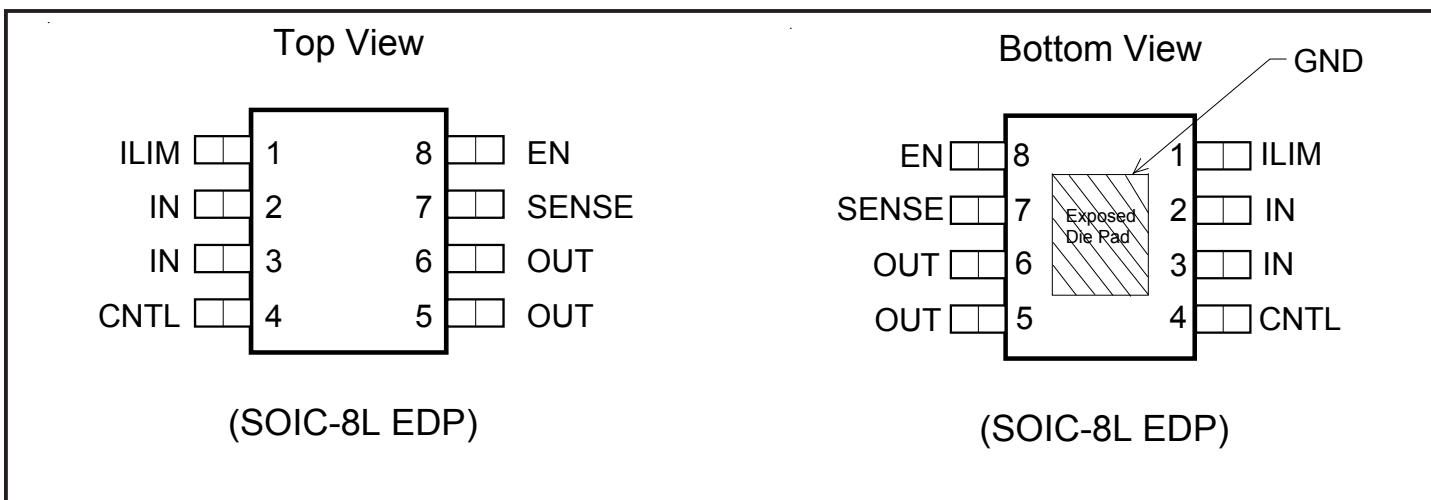 Top View
ILIM 1 8 EN
IN 2 7 SENSE
IN 3 6 OUT
CNTL 4 5 OUT
(SOIC-8L EDP)
Bottom View
GND
EN 8 1 ILIM
SENSE 7 2 IN
OUT 6 3 IN
OUT 5 4 CNTL
Exposed
Die Pad
(SOIC-8L EDP)